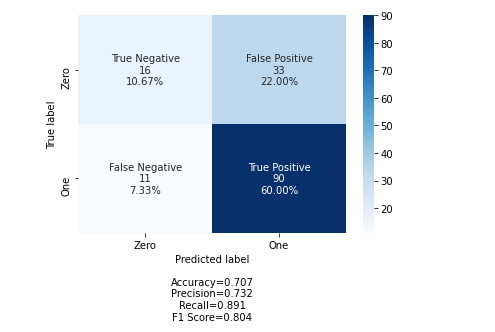 True Negative
16
10.67%
False Positive
33
22.00%
False Negative
11
7.33%
True Positive
90
60.00%
Zero
One
True label
Zero
One
Predicted label
90
80
70
60
50
40
30
20
Accuracy=0.707
Precision=0.732
Recall=0.891
F1 Score=0.804